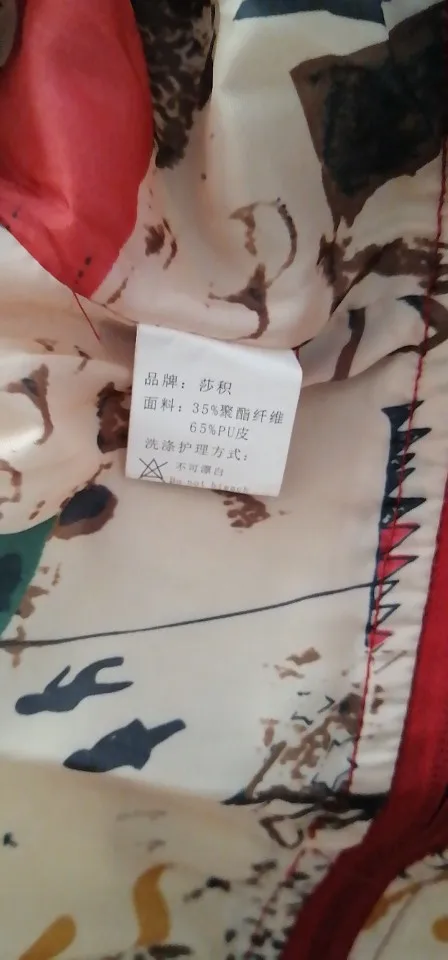 品牌：莎积
面料：35%聚酯纤维
65%PU皮
洗涤护理方式：
不可漂白
Do not bleach